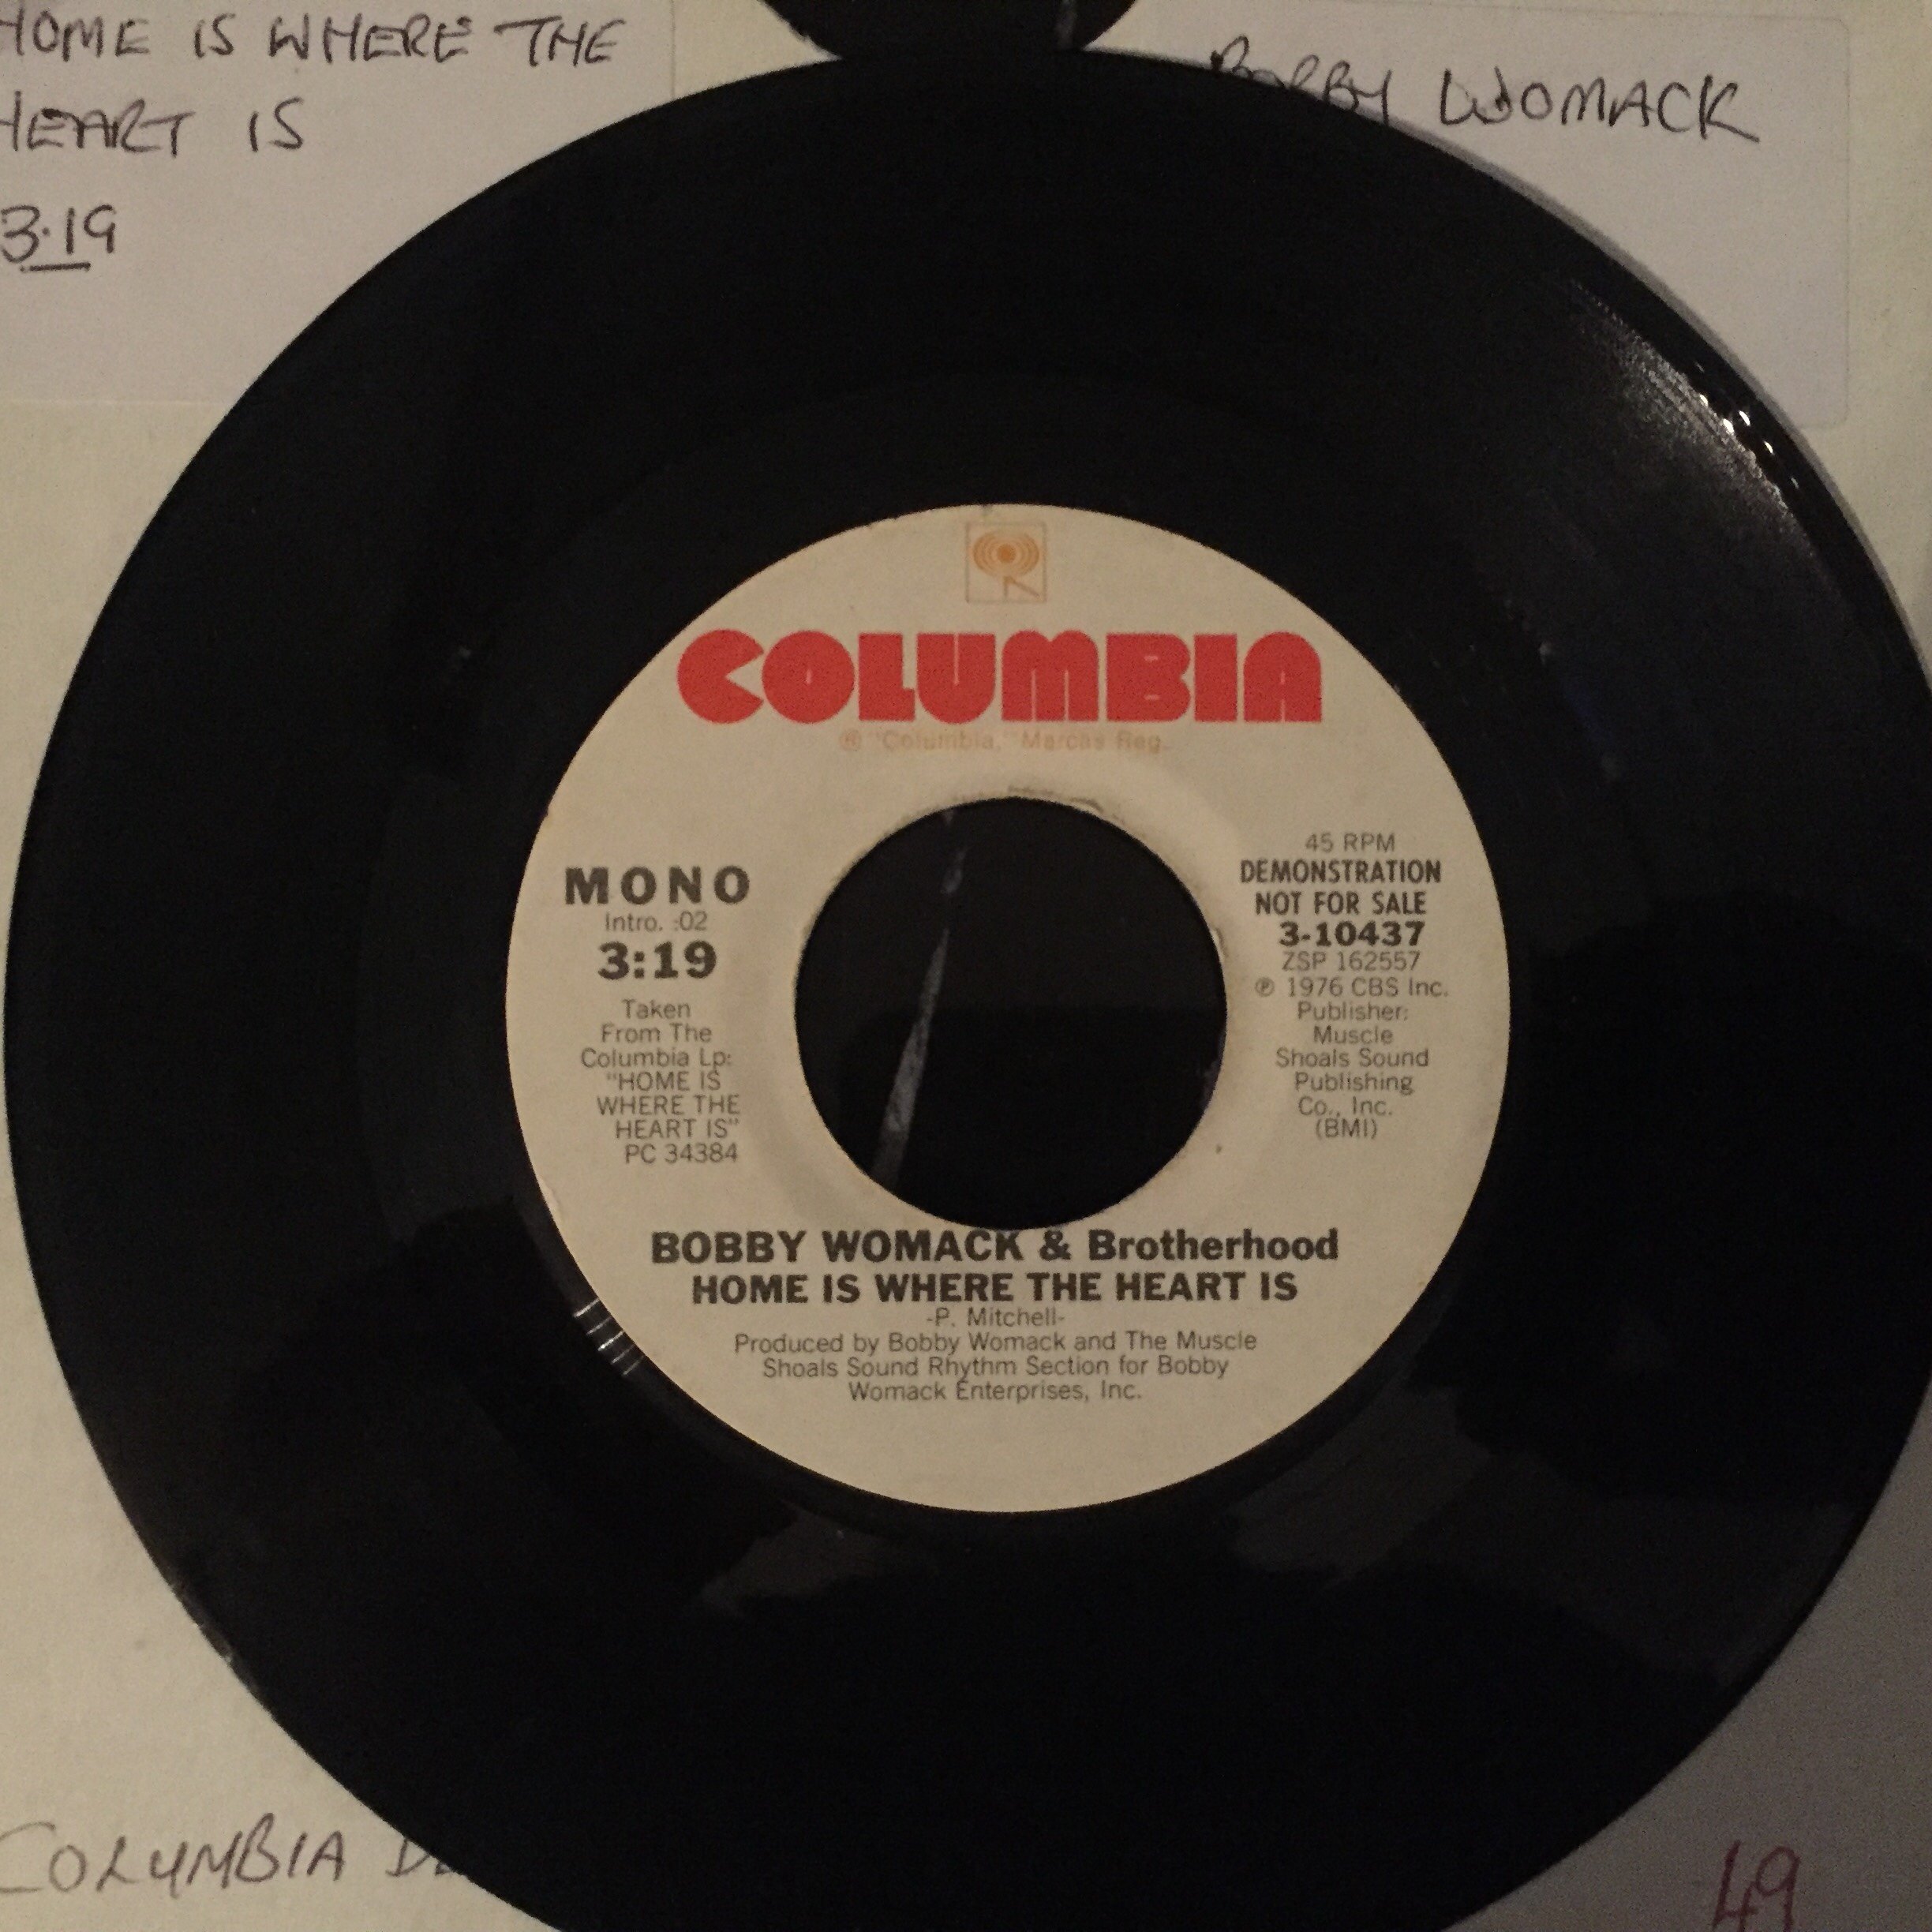 HOME IS WHERE THE
HEART IS
3.19
BOBBY WOMACK
COLUMBIA
® "Columbia," Marcas Reg.
MONO
Intro. :02
3:19
Taken
From The
Columbia Lp:
"HOME IS
WHERE THE
HEART IS"
PC 34384
45 RPM
DEMONSTRATION
NOT FOR SALE
3-10437
ZSP 162557
℗ 1976 CBS Inc.
Publisher:
Muscle
Shoals Sound
Publishing
Co., Inc.
(BMI)
BOBBY WOMACK & Brotherhood
HOME IS WHERE THE HEART IS
-P. Mitchell-
Produced by Bobby Womack and The Muscle
Shoals Sound Rhythm Section for Bobby
Womack Enterprises, Inc.
COLUMBIA
49